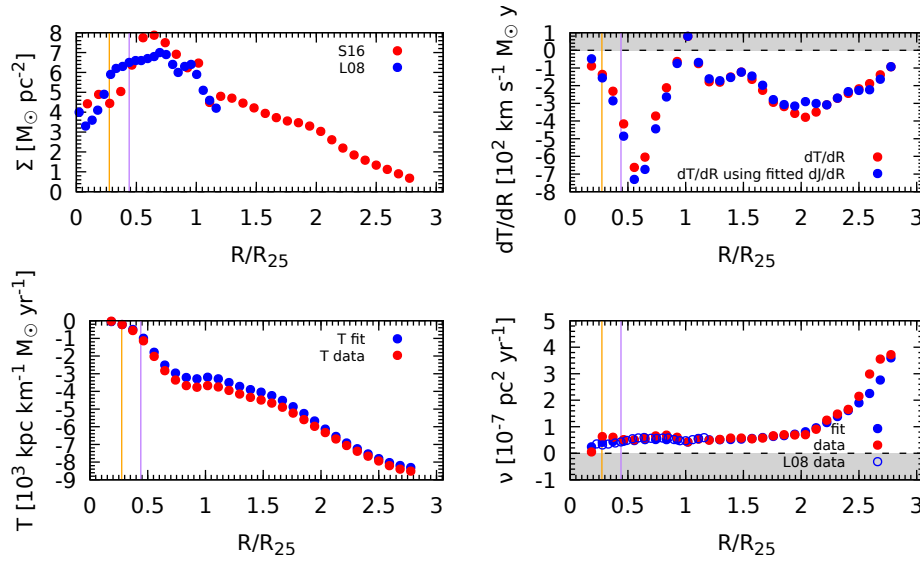 Σ [M⊙ pc-2]
8
7
6
5
4
3
2
1
0
S16
L08
0 0.5 1 1.5 2 2.5 3
R/R25
dT/dR [10² km s⁻¹ M⊙ y
1
0
-1
-2
-3
-4
-5
-6
-7
-8
dT/dR
dT/dR using fitted dJ/dR
0 0.5 1 1.5 2 2.5 3
R/R25
T [10³ kpc km⁻¹ M⊙ yr⁻¹]
0
-1
-2
-3
-4
-5
-6
-7
-8
-9
T fit
T data
0 0.5 1 1.5 2 2.5 3
R/R25
ν [10⁻⁷ pc² yr⁻¹]
5
4
3
2
1
0
-1
fit
data
L08 data
0 0.5 1 1.5 2 2.5 3
R/R25